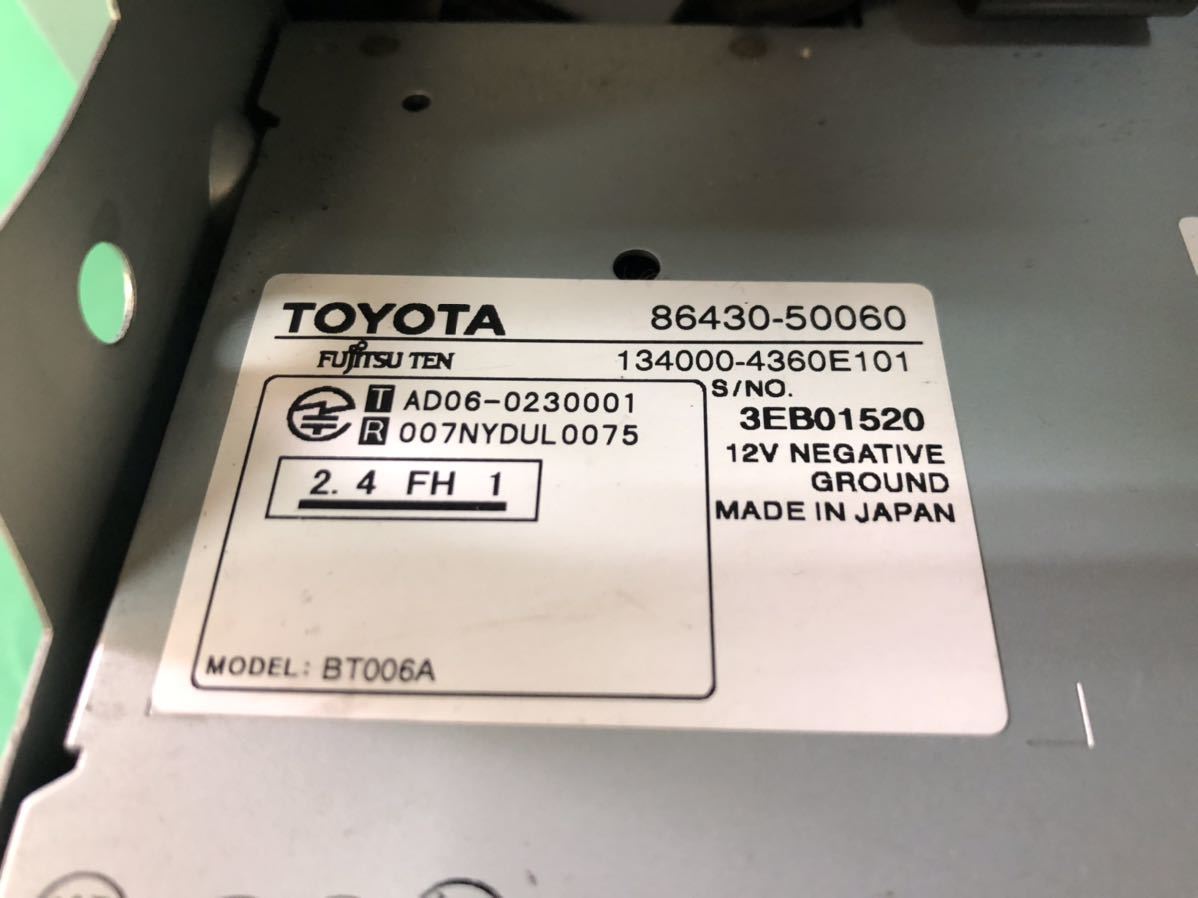 TOYOTA 86430-50060
FUJITSU TEN 134000-4360E101
T AD06-0230001
R 007NYDUL0075
2.4 FH 1
MODEL: BT006A
S/NO.
3EB01520
12V NEGATIVE
GROUND
MADE IN JAPAN